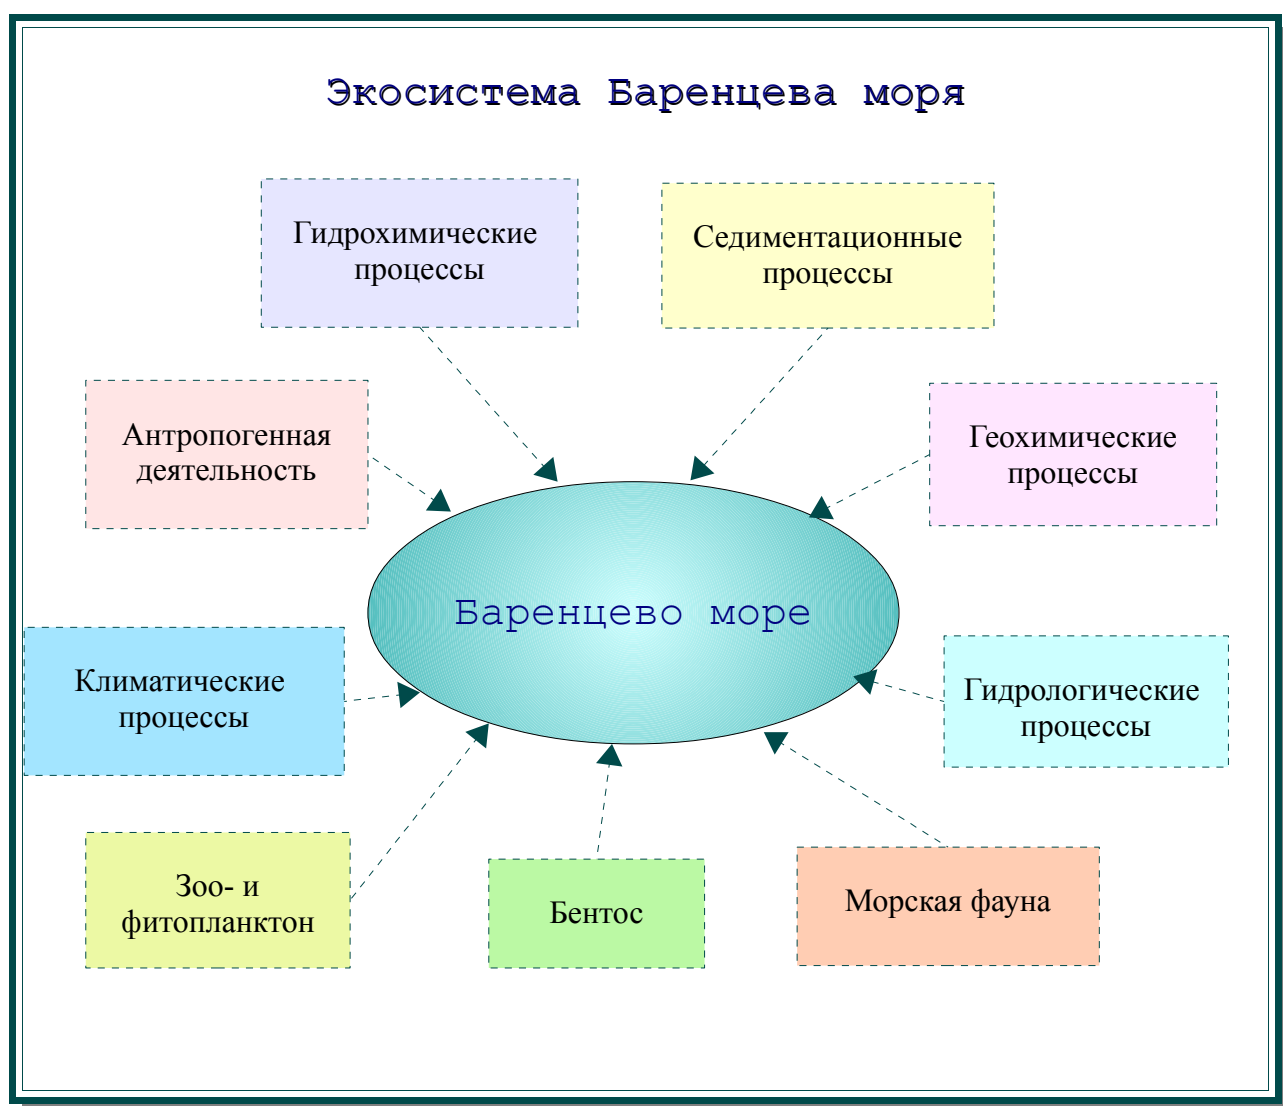 Экосистема Баренцева моря
Гидрохимические
процессы
Седиментационные
процессы
Антропогенная
деятельность
Геохимические
процессы
Баренцево море
Климатические
процессы
Гидрологические
процессы
Зоо- и
фитопланктон
Бентос
Морская фауна